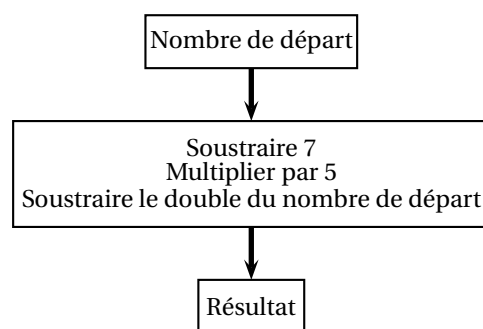 Nombre de départ
Soustraire 7
Multiplier par 5
Soustraire le double du nombre de départ
Résultat